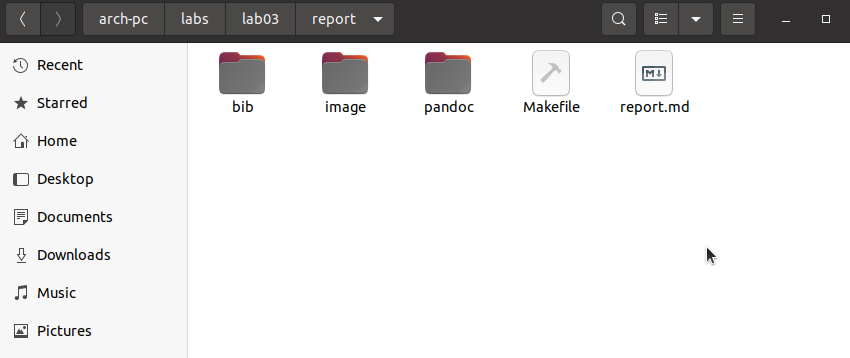 arch-pc labs lab03 report
Recent
Starred
Home
Desktop
Documents
Downloads
Music
Pictures
bib image pandoc Makefile report.md